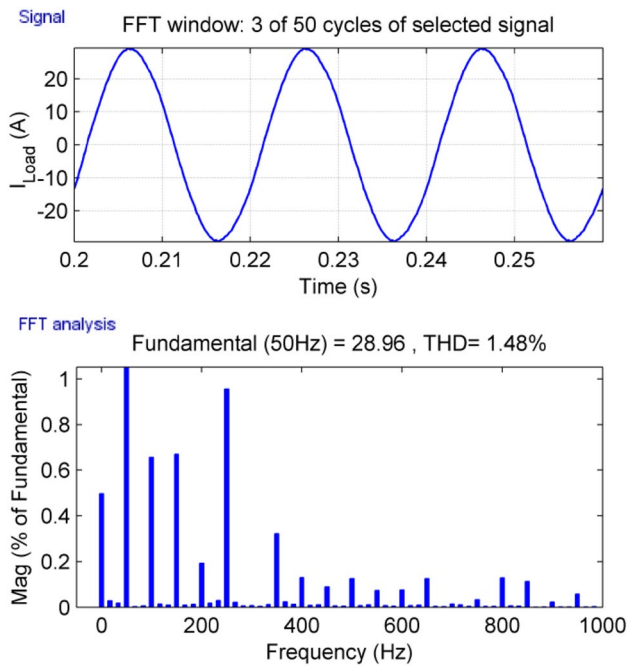 Signal
FFT window: 3 of 50 cycles of selected signal
I_Load (A)
20
10
0
-10
-20
0.2 0.21 0.22 0.23 0.24 0.25
Time (s)
FFT analysis
Fundamental (50Hz) = 28.96 , THD= 1.48%
Mag (% of Fundamental)
1
0.8
0.6
0.4
0.2
0
0 200 400 600 800 1000
Frequency (Hz)